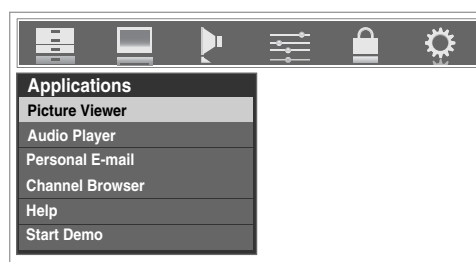 Applications
Picture Viewer
Audio Player
Personal E-mail
Channel Browser
Help
Start Demo